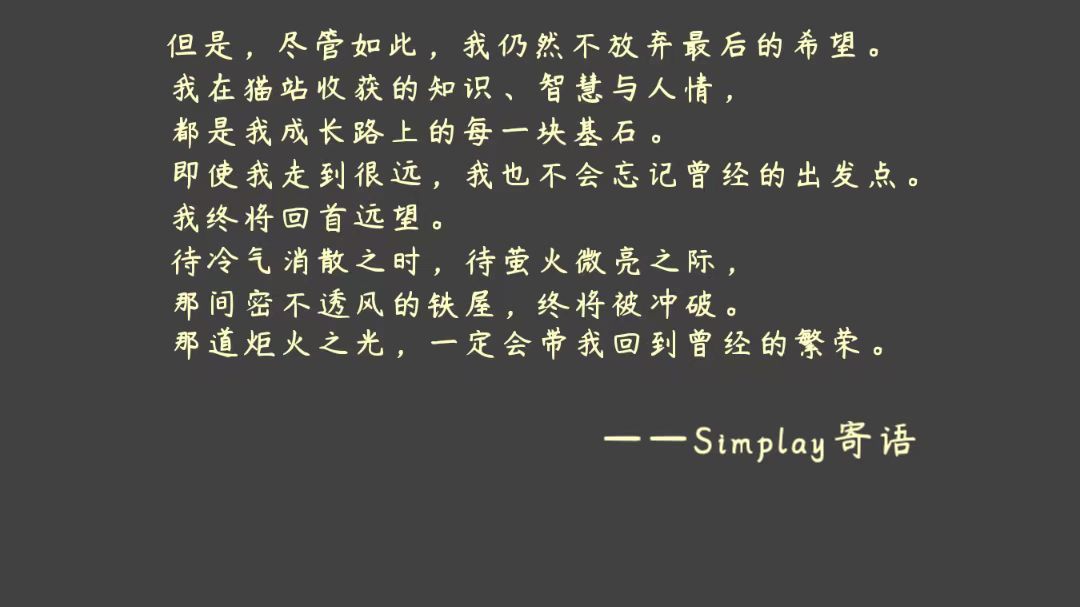 但是，尽管如此，我仍然不放弃最后的希望。
我在猫站收获的知识、智慧与人情，
都是我成长路上的每一块基石。
即使我走到很远，我也不会忘记曾经的出发点。
我终将回首远望。
待冷气消散之时，待萤火微亮之际，
那间密不透风的铁屋，终将被冲破。
那道炬火之光，一定会带我回到曾经的繁荣。
——Simplay寄语